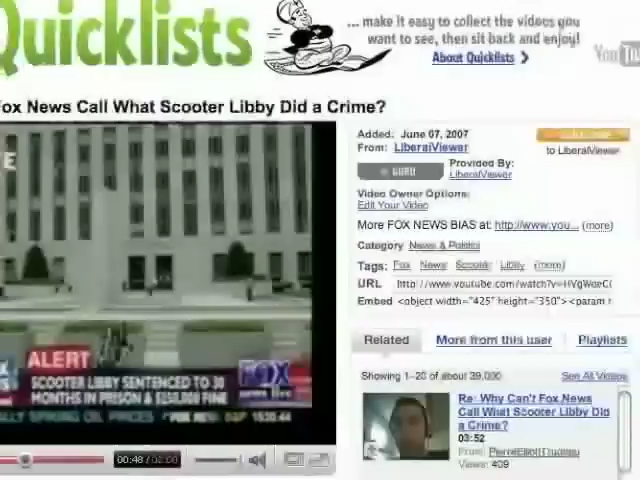 Quicklists
... make it easy to collect the videos you
want to see, then sit back and enjoy!
About Quicklists
You
ox News Call What Scooter Libby Did a Crime?
E
Added: June 07, 2007
From: LiberalViewer
to LiberalViewer
GURU
Provided By:
LiberalViewer
Video Owner Options:
Edit Your Video
More FOX NEWS BIAS at: http://www.you... (more)
Category News & Politics
Tags: Fox News Scooter Libby (more)
URL http://www.youtube.com/watch?v=
Embed <object width="425" height="350"><param
Related More from this user Playlists
Showing 1-20 of about 39,000 See All Videos
Re: Why Can't Fox News
Call What Scooter Libby Did
a Crime?
03:52
From: PierreElliotTrudeau
Views: 409
ALERT
SCOOTER LIBBY SENTENCED TO 30
MONTHS IN PRISON & $250,000 FINE
FOX
news
OIL PRICES
00:48 /